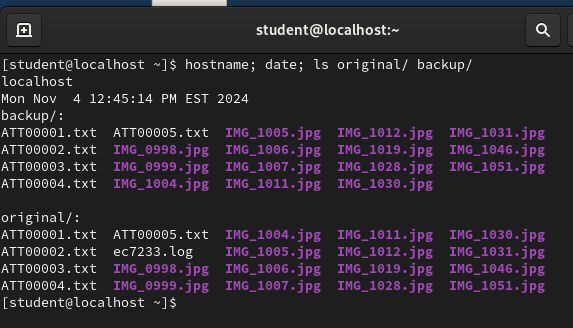 student@localhost:~
[student@localhost ~]$ hostname; date; ls original/ backup/
localhost
Mon Nov  4 12:45:14 PM EST 2024
backup/:
ATT00001.txt  ATT00005.txt  IMG_1005.jpg  IMG_1012.jpg  IMG_1031.jpg
ATT00002.txt  IMG_0998.jpg  IMG_1006.jpg  IMG_1019.jpg  IMG_1046.jpg
ATT00003.txt  IMG_0999.jpg  IMG_1007.jpg  IMG_1028.jpg  IMG_1051.jpg
ATT00004.txt  IMG_1004.jpg  IMG_1011.jpg  IMG_1030.jpg
original/:
ATT00001.txt  ATT00005.txt  IMG_1004.jpg  IMG_1011.jpg  IMG_1030.jpg
ATT00002.txt  ec7233.log    IMG_1005.jpg  IMG_1012.jpg  IMG_1031.jpg
ATT00003.txt  IMG_0998.jpg  IMG_1006.jpg  IMG_1019.jpg  IMG_1046.jpg
ATT00004.txt  IMG_0999.jpg  IMG_1007.jpg  IMG_1028.jpg  IMG_1051.jpg
[student@localhost ~]$